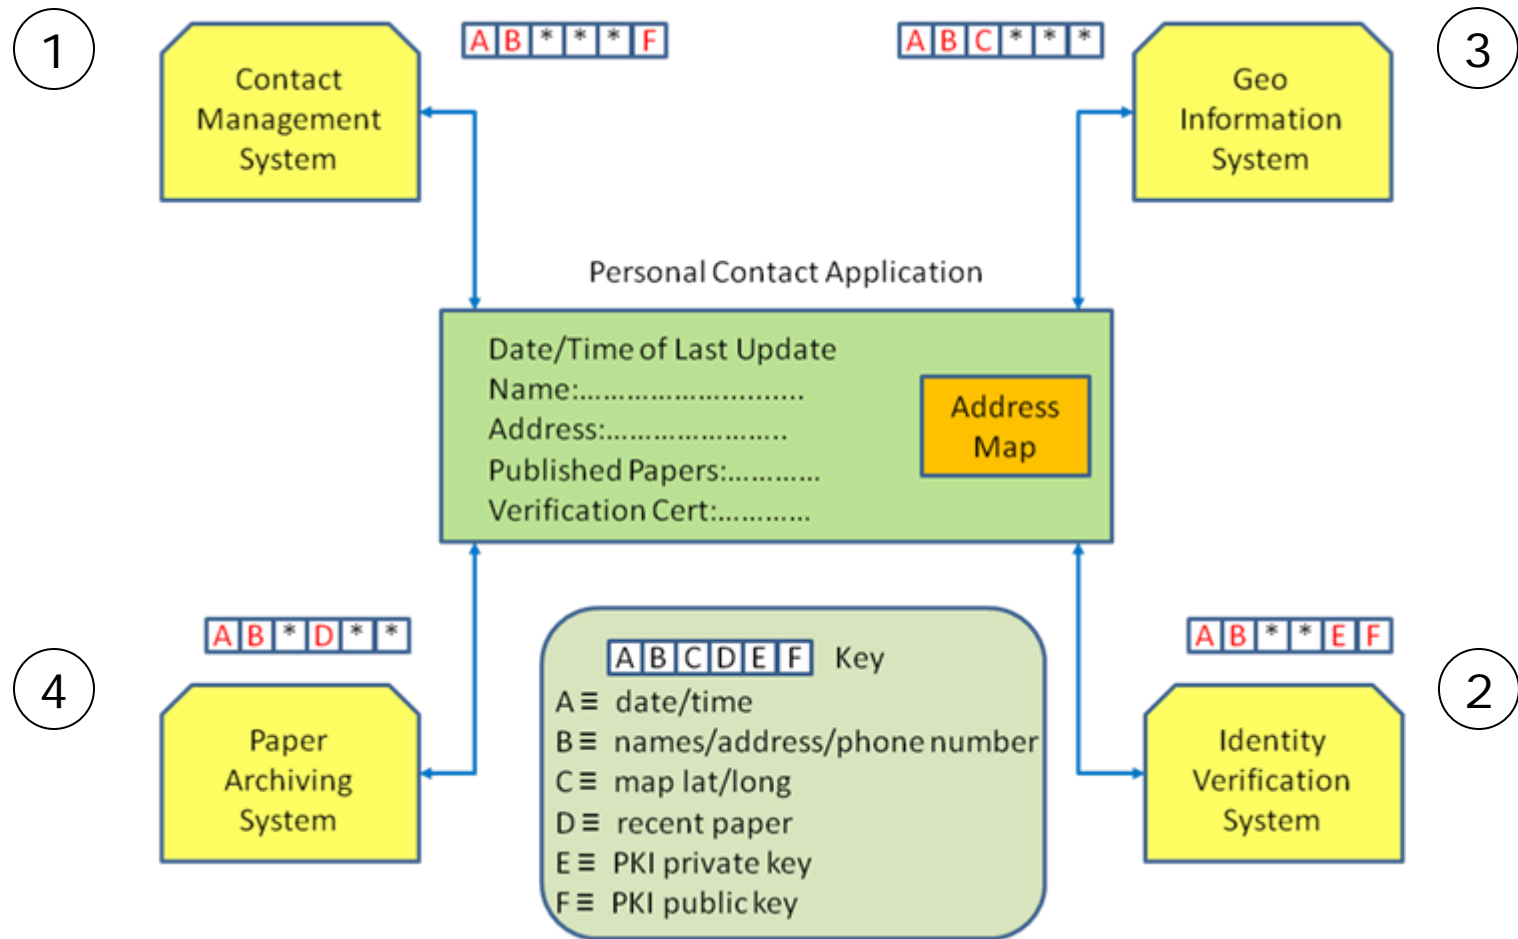 1
Contact
Management
System
A B * * * F
A B C * * *
Geo
Information
System
3
Personal Contact Application
Date/Time of Last Update
Name:............................
Address:.......................
Published Papers:............
Verification Cert:............
Address
Map
4
A B * D * *
Paper
Archiving
System
A B C D E F Key
A ≡ date/time
B ≡ names/address/phone number
C ≡ map lat/long
D ≡ recent paper
E ≡ PKI private key
F ≡ PKI public key
A B * * E F
Identity
Verification
System
2